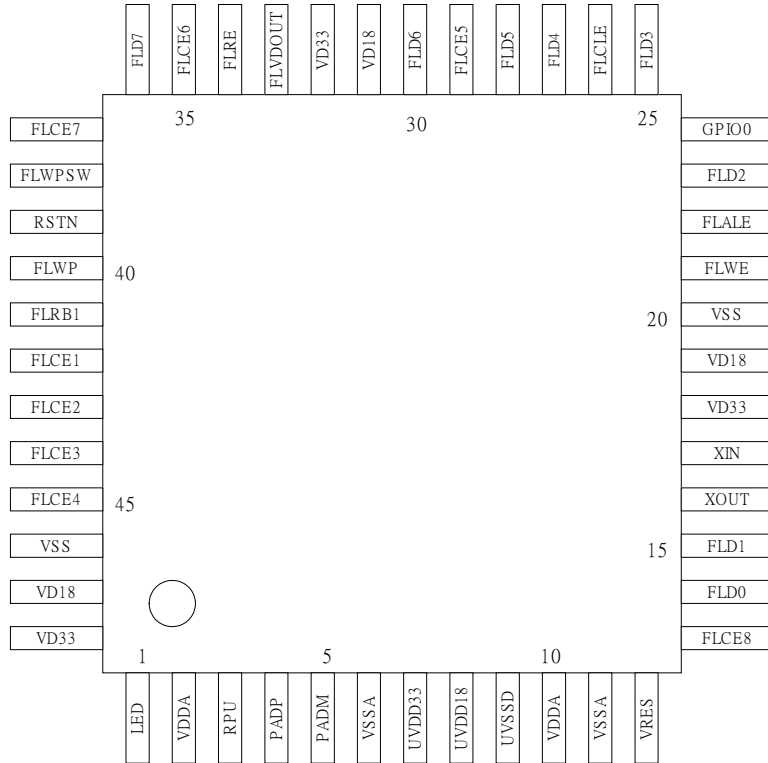 FLD7
FLCE6
FLRE
FLVDOUT
VD33
VD18
FLD6
FLCE5
FLD5
FLD4
FLCLE
FLD3
35
30
25
FLCE7
FLWPSW
RSTN
FLWP
FLRB1
FLCE1
FLCE2
FLCE3
FLCE4
VSS
VD18
VD33
40
45
GPIO0
FLD2
FLALE
FLWE
VSS
VD18
VD33
XIN
XOUT
FLD1
FLD0
FLCE8
20
15
1
5
10
LED
VDDA
RPU
PADP
PADM
VSSA
UVDD33
UVDD18
UVSSD
VDDA
VSSA
VRES